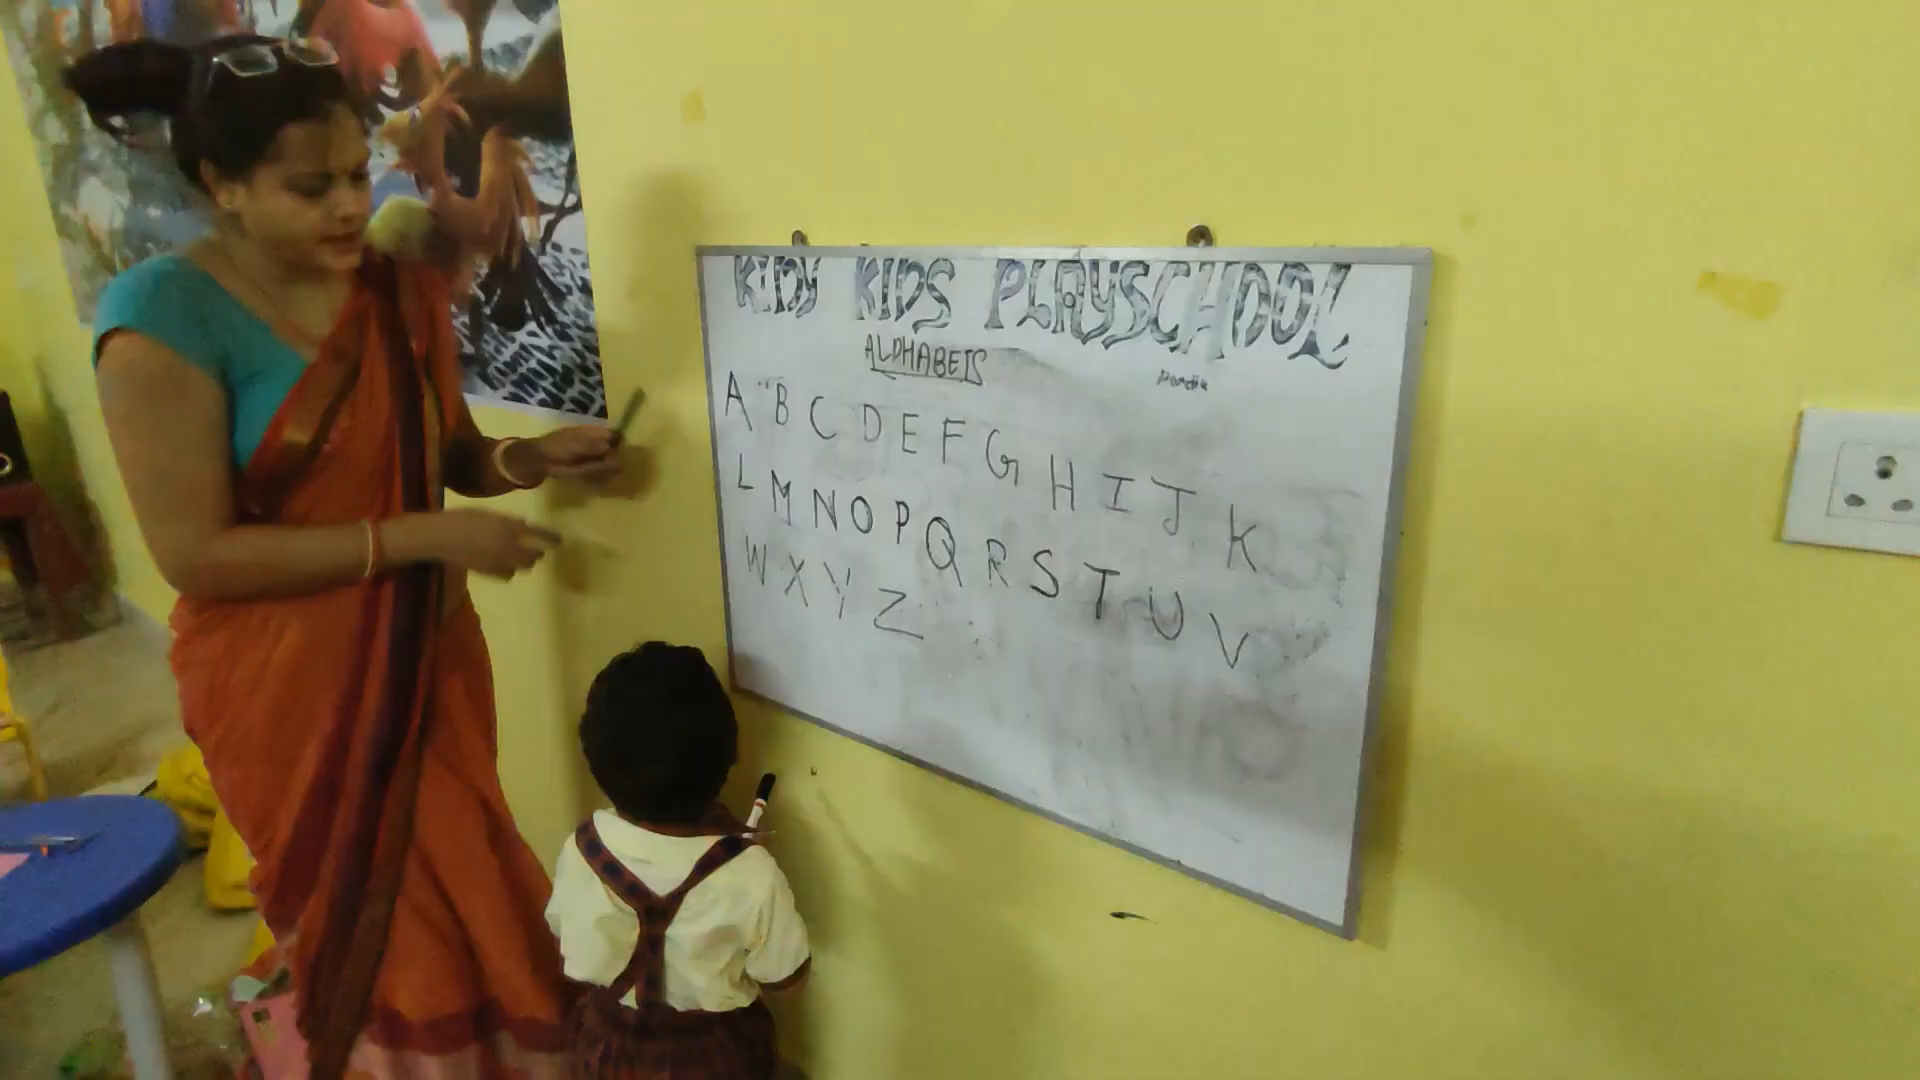 KIDY KIDS PLAYSCHOOL
ALPHABETS
A B C D E F G H I J K
L M N O P Q R S T U V
W X Y Z